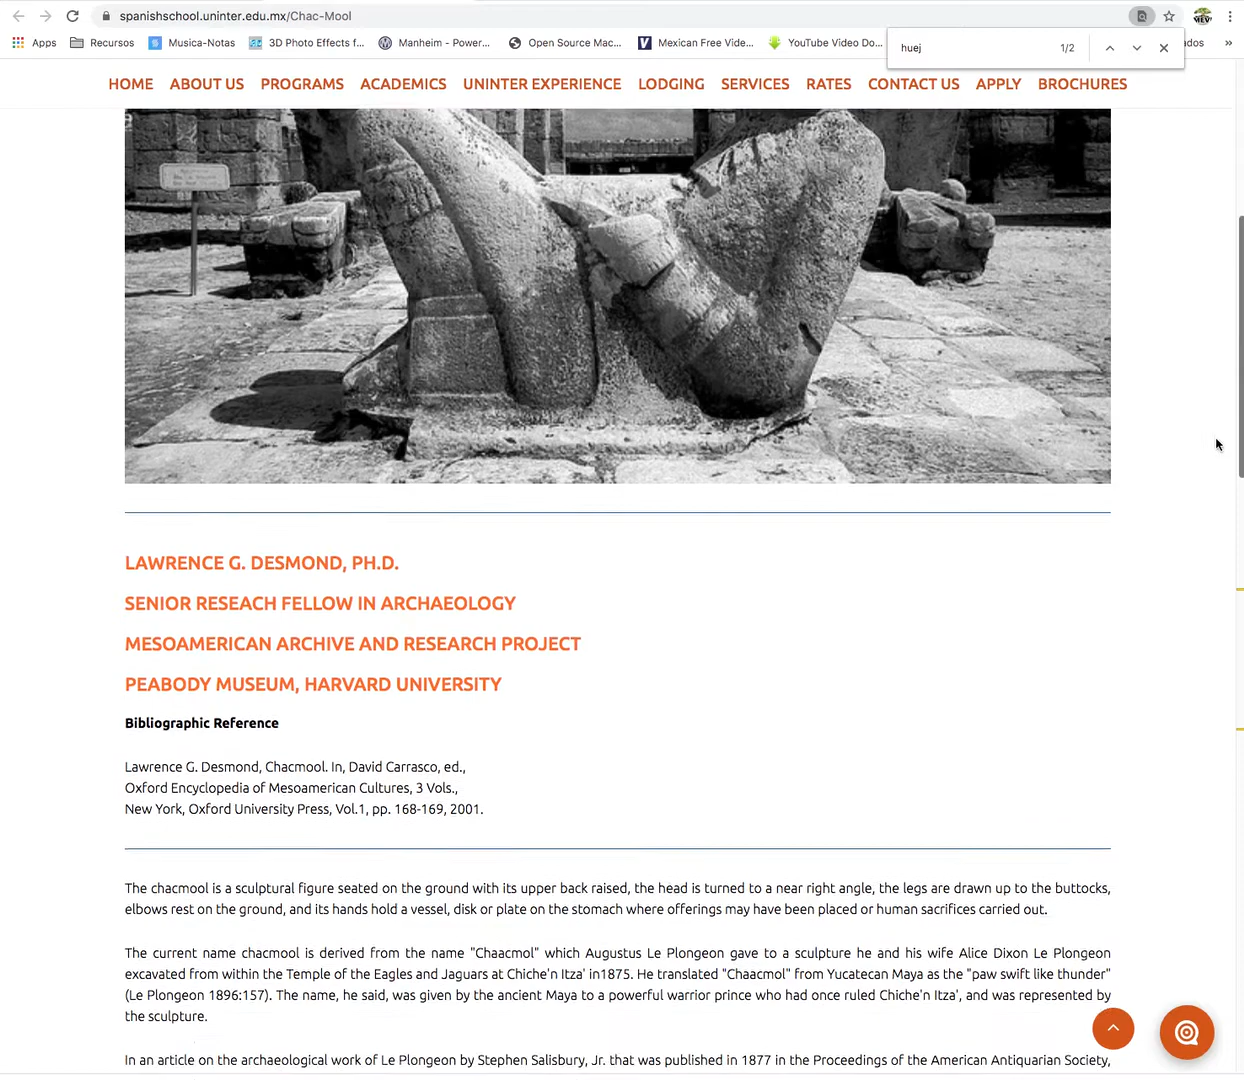 spanishschool.uninter.edu.mx/Chac-Mool
Apps Recursos Musica-Notas 3D Photo Effects f... Manheim - Power... Open Source Mac... Mexican Free Vide... YouTube Video Do... ados »
huej 1/2
HOME ABOUT US PROGRAMS ACADEMICS UNINTER EXPERIENCE LODGING SERVICES RATES CONTACT US APPLY BROCHURES
LAWRENCE G. DESMOND, PH.D.
SENIOR RESEACH FELLOW IN ARCHAEOLOGY
MESOAMERICAN ARCHIVE AND RESEARCH PROJECT
PEABODY MUSEUM, HARVARD UNIVERSITY
Bibliographic Reference
Lawrence G. Desmond, Chacmool. In, David Carrasco, ed.,
Oxford Encyclopedia of Mesoamerican Cultures, 3 Vols.,
New York, Oxford University Press, Vol.1, pp. 168-169, 2001.
The chacmool is a sculptural figure seated on the ground with its upper back raised, the head is turned to a near right angle, the legs are drawn up to the buttocks,
elbows rest on the ground, and its hands hold a vessel, disk or plate on the stomach where offerings may have been placed or human sacrifices carried out.
The current name chacmool is derived from the name "Chaacmol" which Augustus Le Plongeon gave to a sculpture he and his wife Alice Dixon Le Plongeon
excavated from within the Temple of the Eagles and Jaguars at Chiche'n Itza' in1875. He translated "Chaacmol" from Yucatecan Maya as the "paw swift like thunder"
(Le Plongeon 1896:157). The name, he said, was given by the ancient Maya to a powerful warrior prince who had once ruled Chiche'n Itza', and was represented by
the sculpture.
In an article on the archaeological work of Le Plongeon by Stephen Salisbury, Jr. that was published in 1877 in the Proceedings of the American Antiquarian Society,